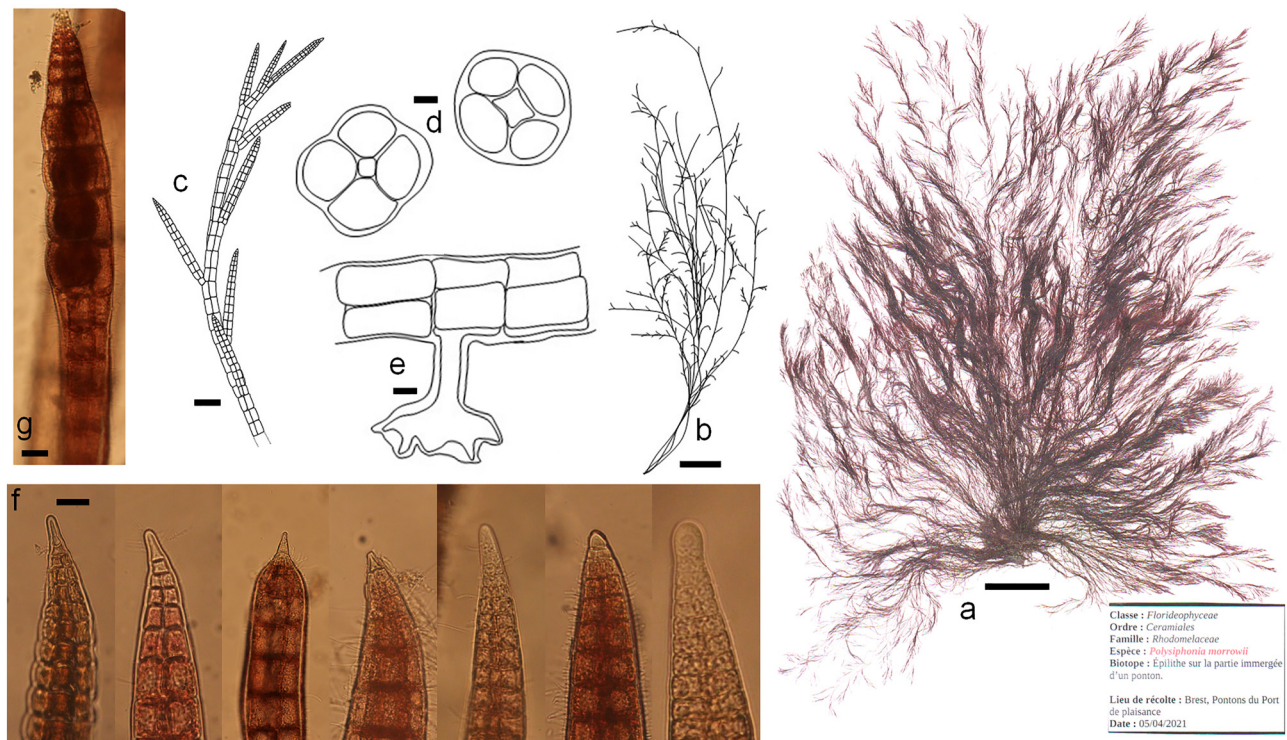 g
c
d
e
b
f
a
Classe : Florideophyceae
Ordre : Ceramiales
Famille : Rhodomelaceae
Espèce : Polysiphonia morrowii
Biotope : Épilithe sur la partie immergée
d'un ponton.
Lieu de récolte : Brest, Pontons du Port
de plaisance
Date : 05/04/2021